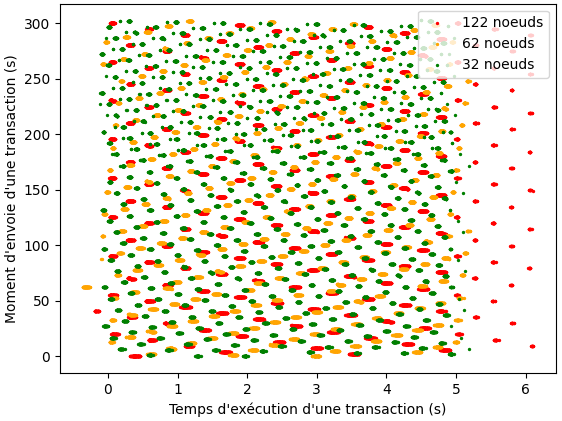 300
250
200
150
100
50
0
Moment d'envoie d'une transaction (s)
122 noeuds
62 noeuds
32 noeuds
0 1 2 3 4 5 6
Temps d'exécution d'une transaction (s)